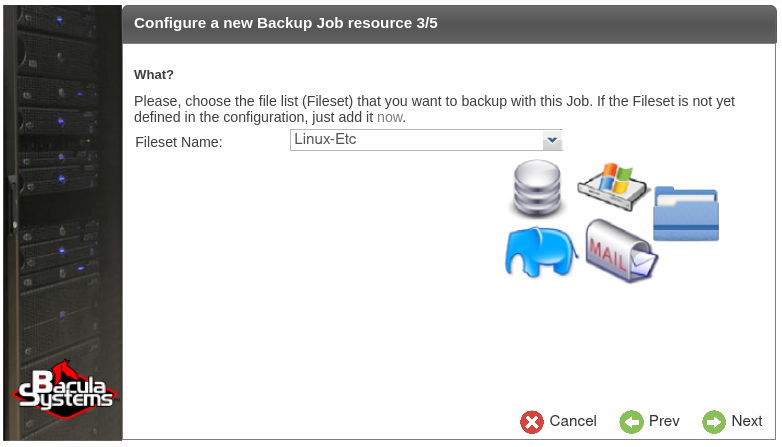 Configure a new Backup Job resource 3/5
What?
Please, choose the file list (Fileset) that you want to backup with this Job. If the Fileset is not yet
defined in the configuration, just add it now.
Fileset Name: Linux-Etc
MAIL
Bacula
Systems™
Cancel Prev Next